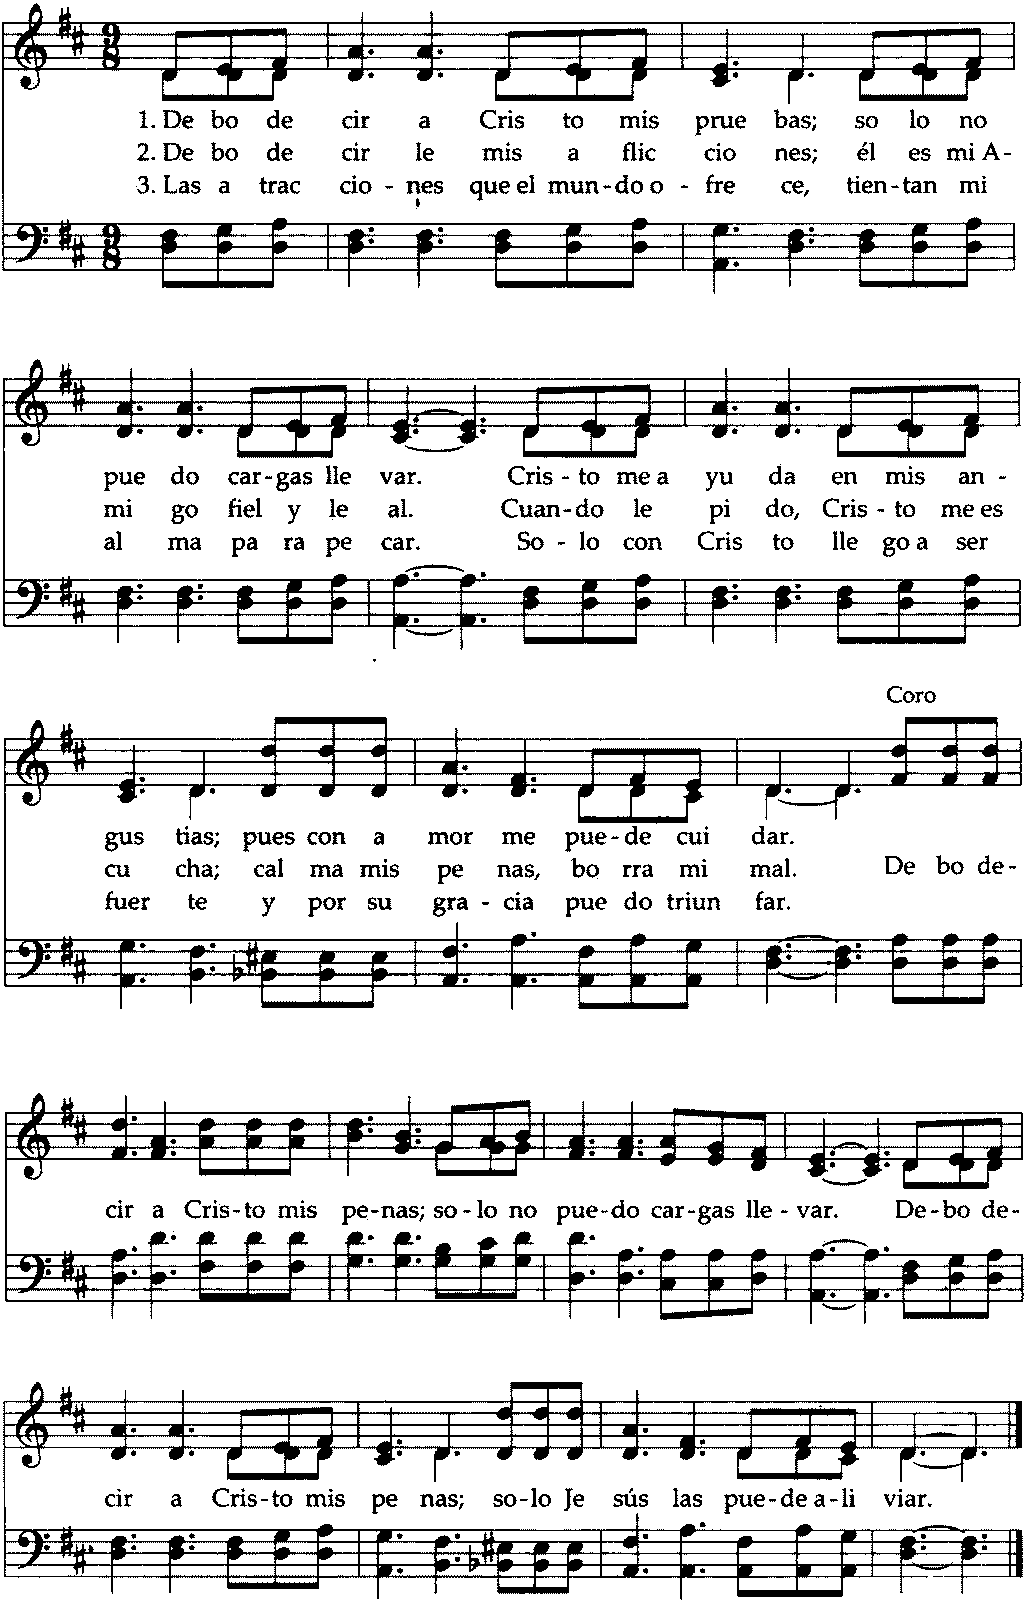 1. De bo de cir a Cris to mis prue bas; so lo no
2. De bo de cir le mis a flic cio nes; él es mi A-
3. Las a trac cio - nes que el mun - do o - fre ce, tien - tan mi
pue do car - gas lle var. Cris - to me a yu da en mis an -
mi go fiel y le al. Cuan - do le pi do, Cris - to me es
al ma pa ra pe car. So - lo con Cris to lle go a ser
Coro
gus tias; pues con a mor me pue - de cui dar.
cu cha; cal ma mis pe nas, bo rra mi mal. De bo de-
fuer te y por su gra - cia pue do triun far.
cir a Cris - to mis pe - nas; so - lo no pue - do car - gas lle - var. De - bo de-
cir a Cris - to mis pe nas; so - lo Je sús las pue - de a - li viar.